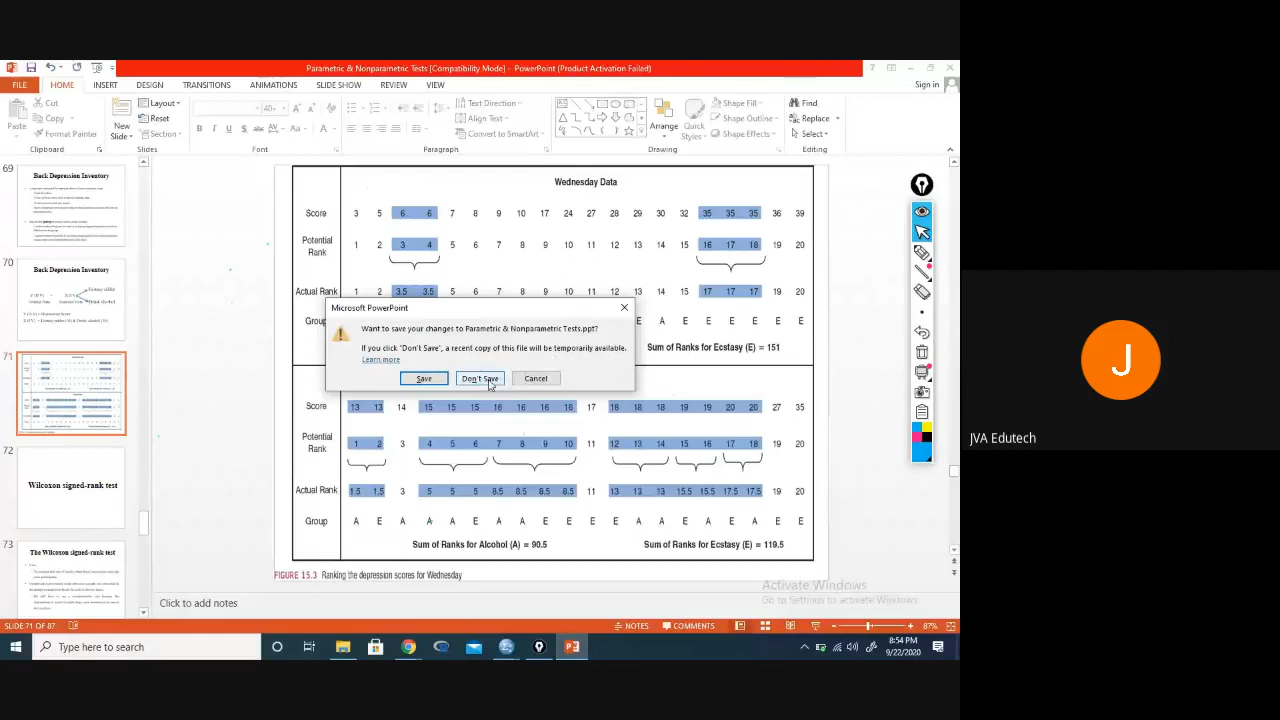 Parametric & Nonparametric Tests [Compatibility Mode] - PowerPoint (Product Activation Failed)
FILE HOME INSERT DESIGN TRANSITIONS ANIMATIONS SLIDE SHOW REVIEW VIEW Sign in
Paste
Cut
Copy
Format Painter
Clipboard
New
Slide
Layout
Reset
Section
Slides
48
Font
Text Direction
Align Text
Convert to SmartArt
Paragraph
Arrange
Quick
Styles
Shape Fill
Shape Outline
Shape Effects
Drawing
Find
Replace
Select
Editing
69
Back Depression Inventory
70
Back Depression Inventory
71
72
Wilcoxon signed-rank test
73
The Wilcoxon signed-rank test
Wednesday Data
Score 3 5 6 6 7 8 9 10 17 24 27 28 29 30 32 35 35 35 36 39
Potential
Rank 1 2 3 4 5 6 7 8 9 10 11 12 13 14 15 16 17 18 19 20
Actual Rank 1 2 3.5 3.5 5 6 7 8 9 10 11 12 13 14 15 17 17 17 19 20
Group E A E E E E E E E
Sum of Ranks for Ecstasy (E) = 151
Microsoft PowerPoint
Want to save your changes to Parametric & Nonparametric Tests.ppt?
If you click "Don't Save", a recent copy of this file will be temporarily available.
Learn more
Save Don't Save Cancel
Score 13 13 14 15 15 16 16 16 16 17 18 18 18 19 19 20 20 27 35
Potential
Rank 1 2 3 4 5 6 7 8 9 10 11 12 13 14 15 16 17 18 19 20
Actual Rank 1.5 1.5 3 5 5 5 8.5 8.5 8.5 8.5 11 13 13 13 15.5 15.5 17.5 17.5 19 20
Group A E A A A E A A E E E E A A A E A E E
Sum of Ranks for Alcohol (A) = 90.5 Sum of Ranks for Ecstasy (E) = 119.5
FIGURE 15.3 Ranking the depression scores for Wednesday
Activate Windows
Go to Settings to activate Windows
Click to add notes
SLIDE 71 OF 87 NOTES COMMENTS 87%
Type here to search
8:54 PM
9/22/2020
J
JVA Edutech